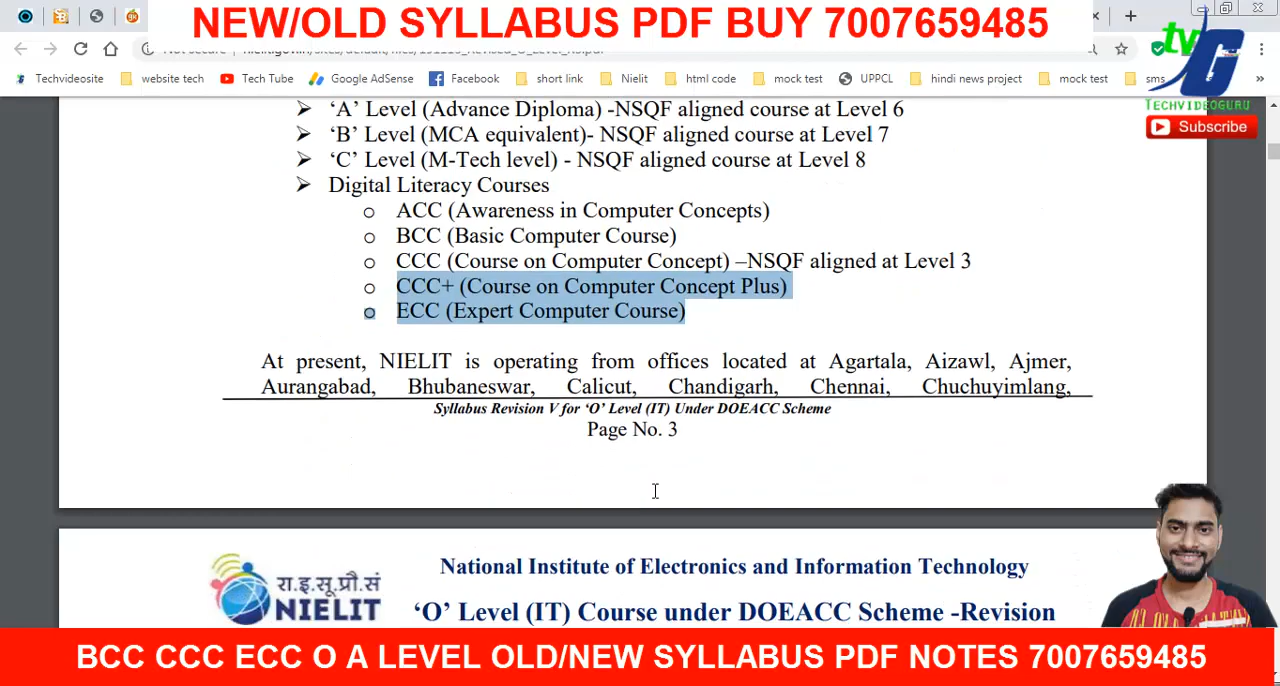 NEW/OLD SYLLABUS PDF BUY 7007659485
Techvideosite website tech Tech Tube Google AdSense Facebook short link Nielit html code mock test UPPCL hindi news project mock test sms »
tv
TECHVIDEOGURU
Subscribe
➢ ‘A’ Level (Advance Diploma) -NSQF aligned course at Level 6
➢ ‘B’ Level (MCA equivalent)- NSQF aligned course at Level 7
➢ ‘C’ Level (M-Tech level) - NSQF aligned course at Level 8
➢ Digital Literacy Courses
o ACC (Awareness in Computer Concepts)
o BCC (Basic Computer Course)
o CCC (Course on Computer Concept) –NSQF aligned at Level 3
o CCC+ (Course on Computer Concept Plus)
o ECC (Expert Computer Course)
At present, NIELIT is operating from offices located at Agartala, Aizawl, Ajmer,
Aurangabad, Bhubaneswar, Calicut, Chandigarh, Chennai, Chuchuyimlang,
Syllabus Revision V for ‘O’ Level (IT) Under DOEACC Scheme
Page No. 3
रा.इ.सू.प्रौ.सं
NIELIT
National Institute of Electronics and Information Technology
‘O’ Level (IT) Course under DOEACC Scheme -Revision
BCC CCC ECC O A LEVEL OLD/NEW SYLLABUS PDF NOTES 7007659485